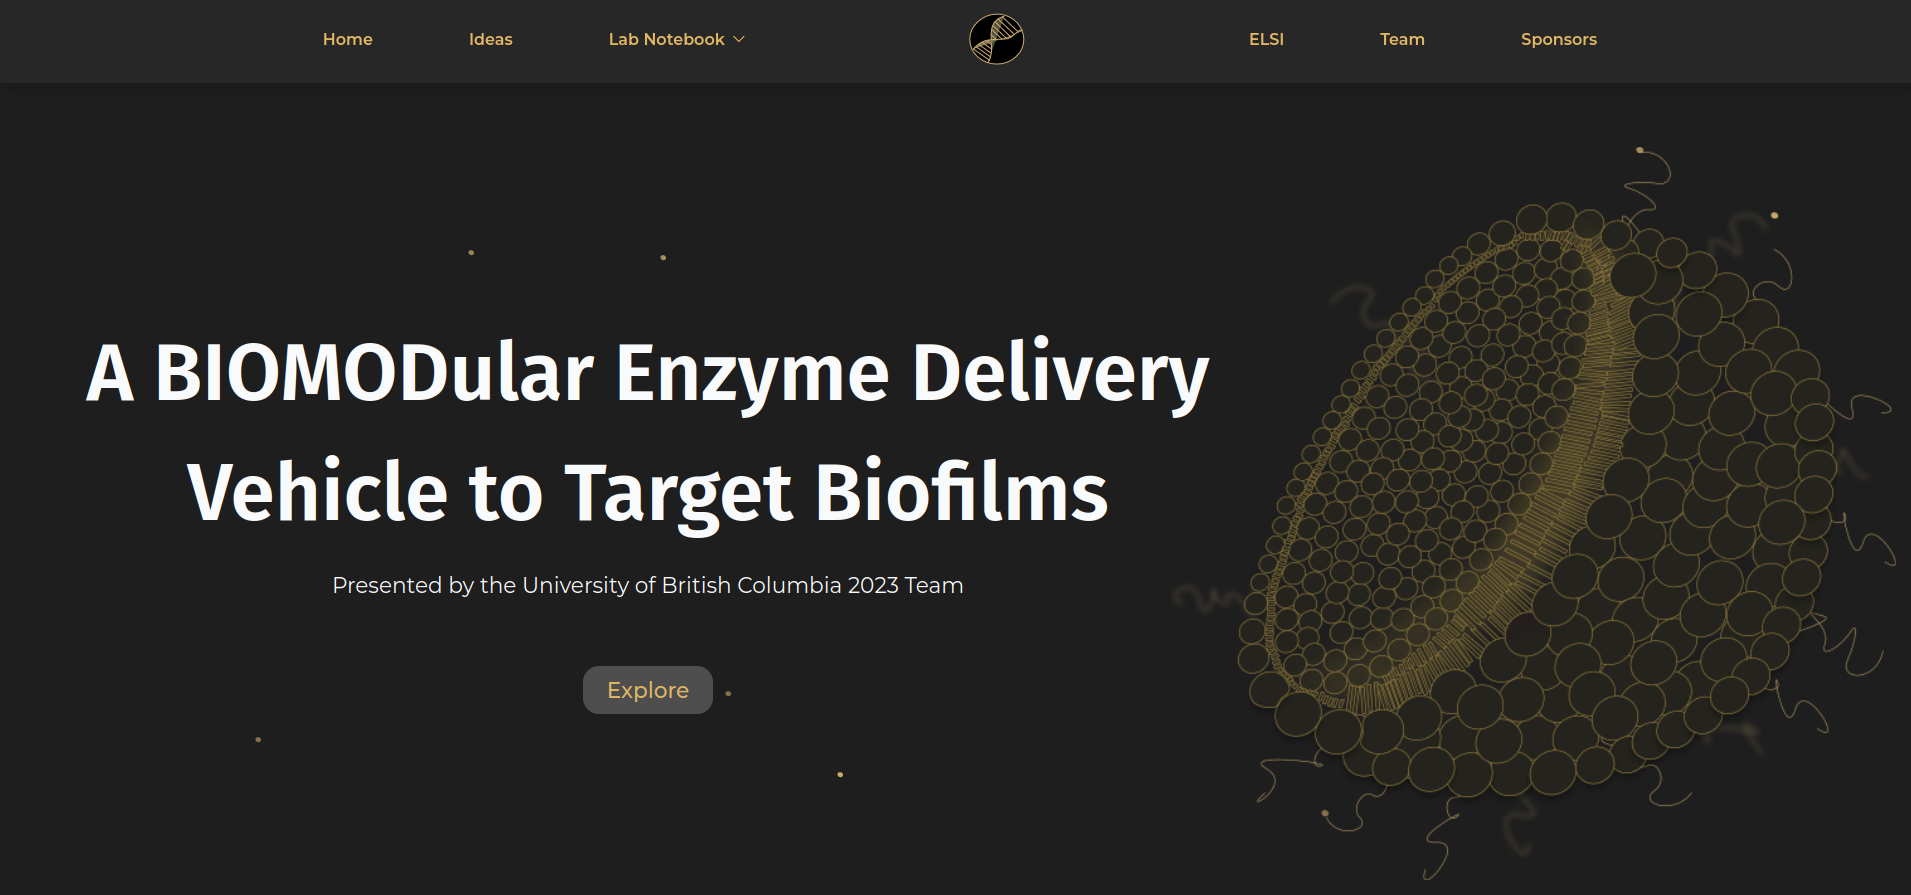 Home
Ideas
Lab Notebook
ELSI
Team
Sponsors
A BIOMODular Enzyme Delivery
Vehicle to Target Biofilms
Presented by the University of British Columbia 2023 Team
Explore